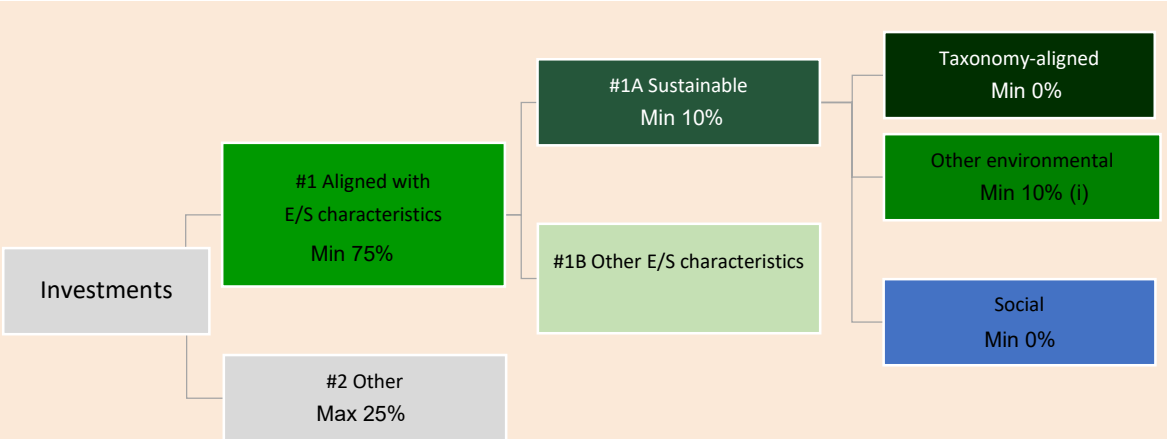 Investments
#1 Aligned with
E/S characteristics
Min 75%
#2 Other
Max 25%
#1A Sustainable
Min 10%
#1B Other E/S characteristics
Taxonomy-aligned
Min 0%
Other environmental
Min 10% (i)
Social
Min 0%